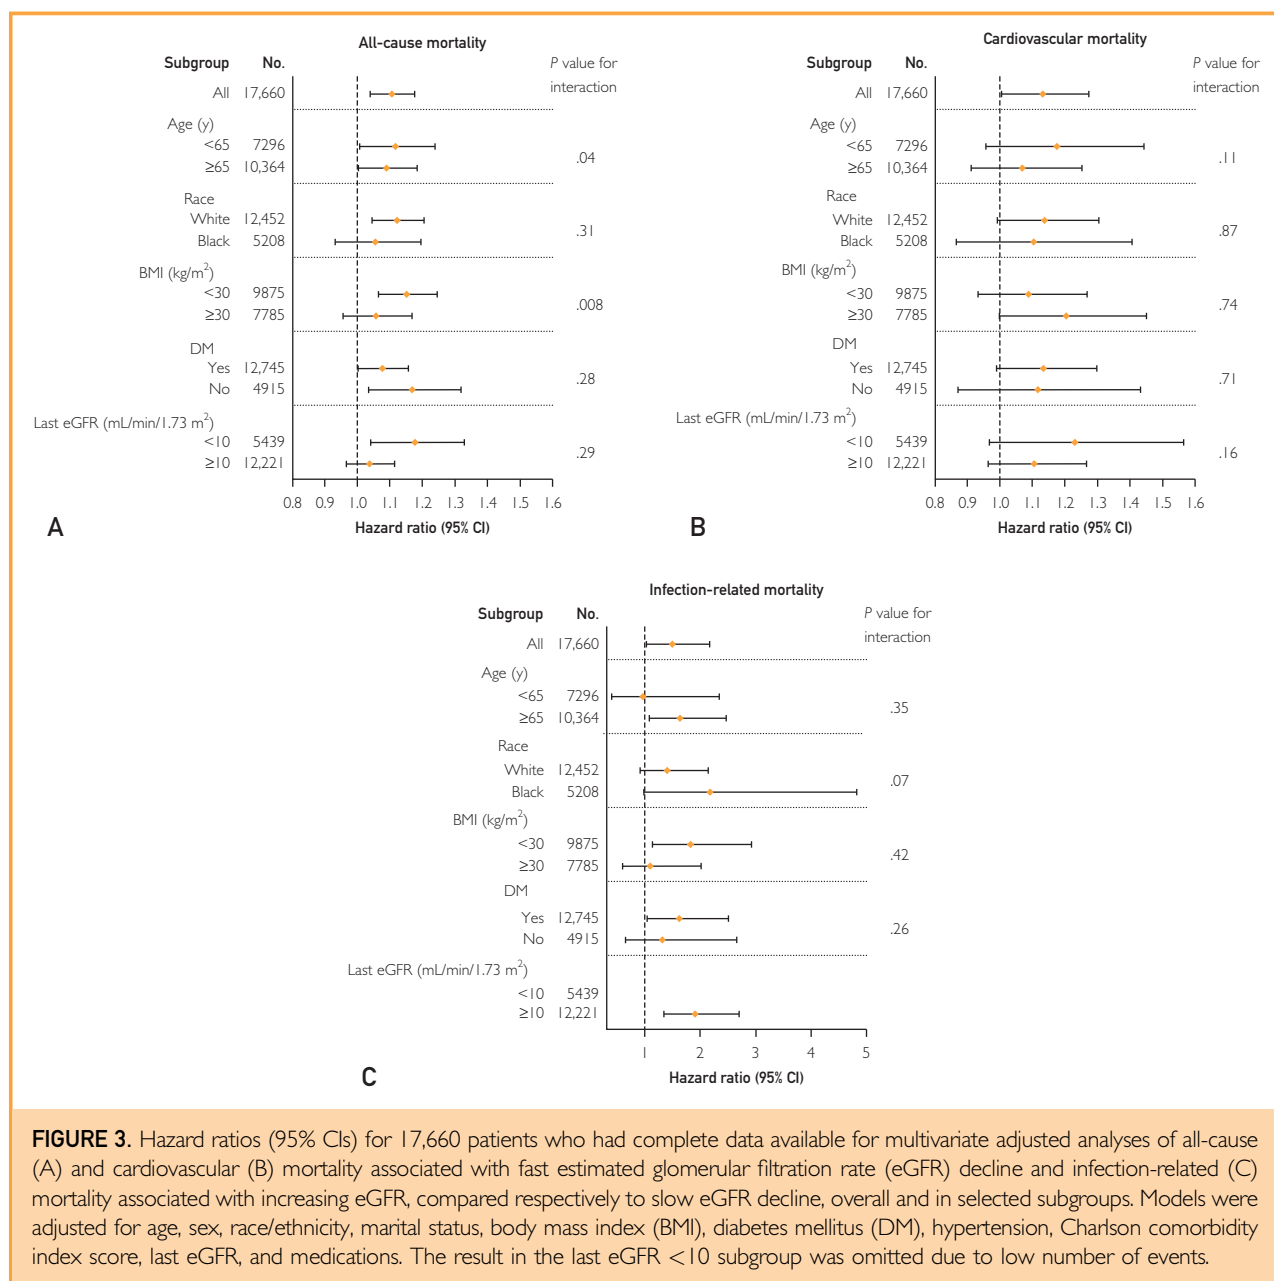 All-cause mortality
Subgroup No. P value for interaction
All 17,660
Age (y)
<65 7296
.04
≥65 10,364
Race
White 12,452
.31
Black 5208
BMI (kg/m²)
<30 9875
.008
≥30 7785
DM
Yes 12,745
.28
No 4915
Last eGFR (mL/min/1.73 m²)
<10 5439
.29
≥10 12,221
0.8 0.9 1.0 1.1 1.2 1.3 1.4 1.5 1.6
Hazard ratio (95% CI)
A
Cardiovascular mortality
Subgroup No. P value for interaction
All 17,660
Age (y)
<65 7296
.11
≥65 10,364
Race
White 12,452
.87
Black 5208
BMI (kg/m²)
<30 9875
.74
≥30 7785
DM
Yes 12,745
.71
No 4915
Last eGFR (mL/min/1.73 m²)
<10 5439
.16
≥10 12,221
0.8 0.9 1.0 1.1 1.2 1.3 1.4 1.5 1.6
Hazard ratio (95% CI)
B
Infection-related mortality
Subgroup No. P value for interaction
All 17,660
Age (y)
<65 7296
.35
≥65 10,364
Race
White 12,452
.07
Black 5208
BMI (kg/m²)
<30 9875
.42
≥30 7785
DM
Yes 12,745
.26
No 4915
Last eGFR (mL/min/1.73 m²)
<10 5439
≥10 12,221
1 2 3 4 5
Hazard ratio (95% CI)
C
FIGURE 3. Hazard ratios (95% CIs) for 17,660 patients who had complete data available for multivariate adjusted analyses of all-cause
(A) and cardiovascular (B) mortality associated with fast estimated glomerular filtration rate (eGFR) decline and infection-related (C)
mortality associated with increasing eGFR, compared respectively to slow eGFR decline, overall and in selected subgroups. Models were
adjusted for age, sex, race/ethnicity, marital status, body mass index (BMI), diabetes mellitus (DM), hypertension, Charlson comorbidity
index score, last eGFR, and medications. The result in the last eGFR <10 subgroup was omitted due to low number of events.